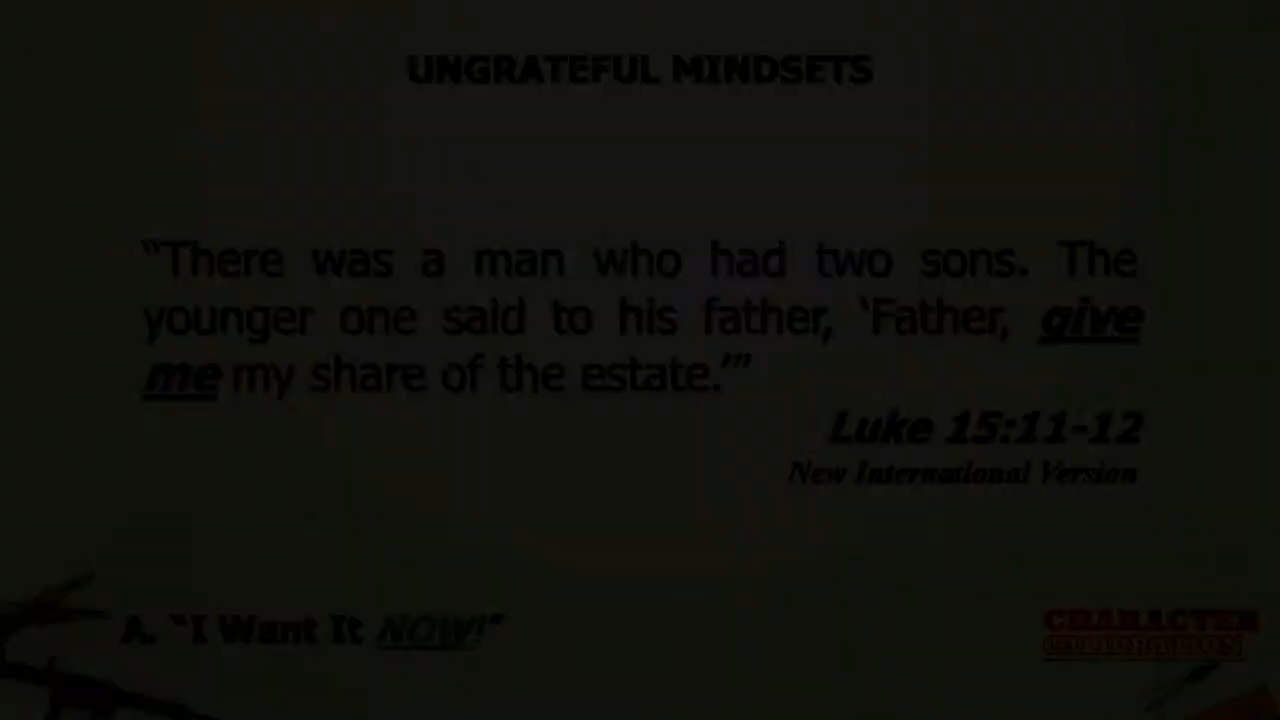 UNGRATEFUL MINDSETS
“There was a man who had two sons. The
younger one said to his father, ‘Father, give
me my share of the estate.’”
Luke 15:11-12
New International Version
A. “I Want It NOW!”
CHARACTER